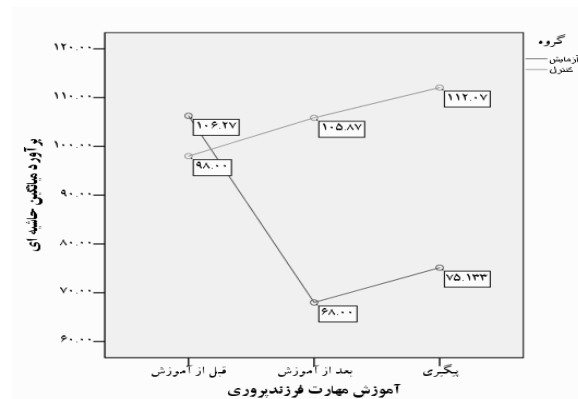 گروه
آزمایش
کنترل
۱۲۰.۰۰
۱۱۰.۰۰
۱۰۰.۰۰
۹۰.۰۰
۸۰.۰۰
۷۰.۰۰
۶۰.۰۰
برآورد میانگین حاشیه ای
۱۰۶.۲۷
۹۸.۰۰
۱۰۵.۸۷
۱۱۲.۰۷
۶۸.۰۰
۷۵.۱۳۳
قبل از آموزش
بعد از آموزش
پیگیری
آموزش مهارت فرزندپروری